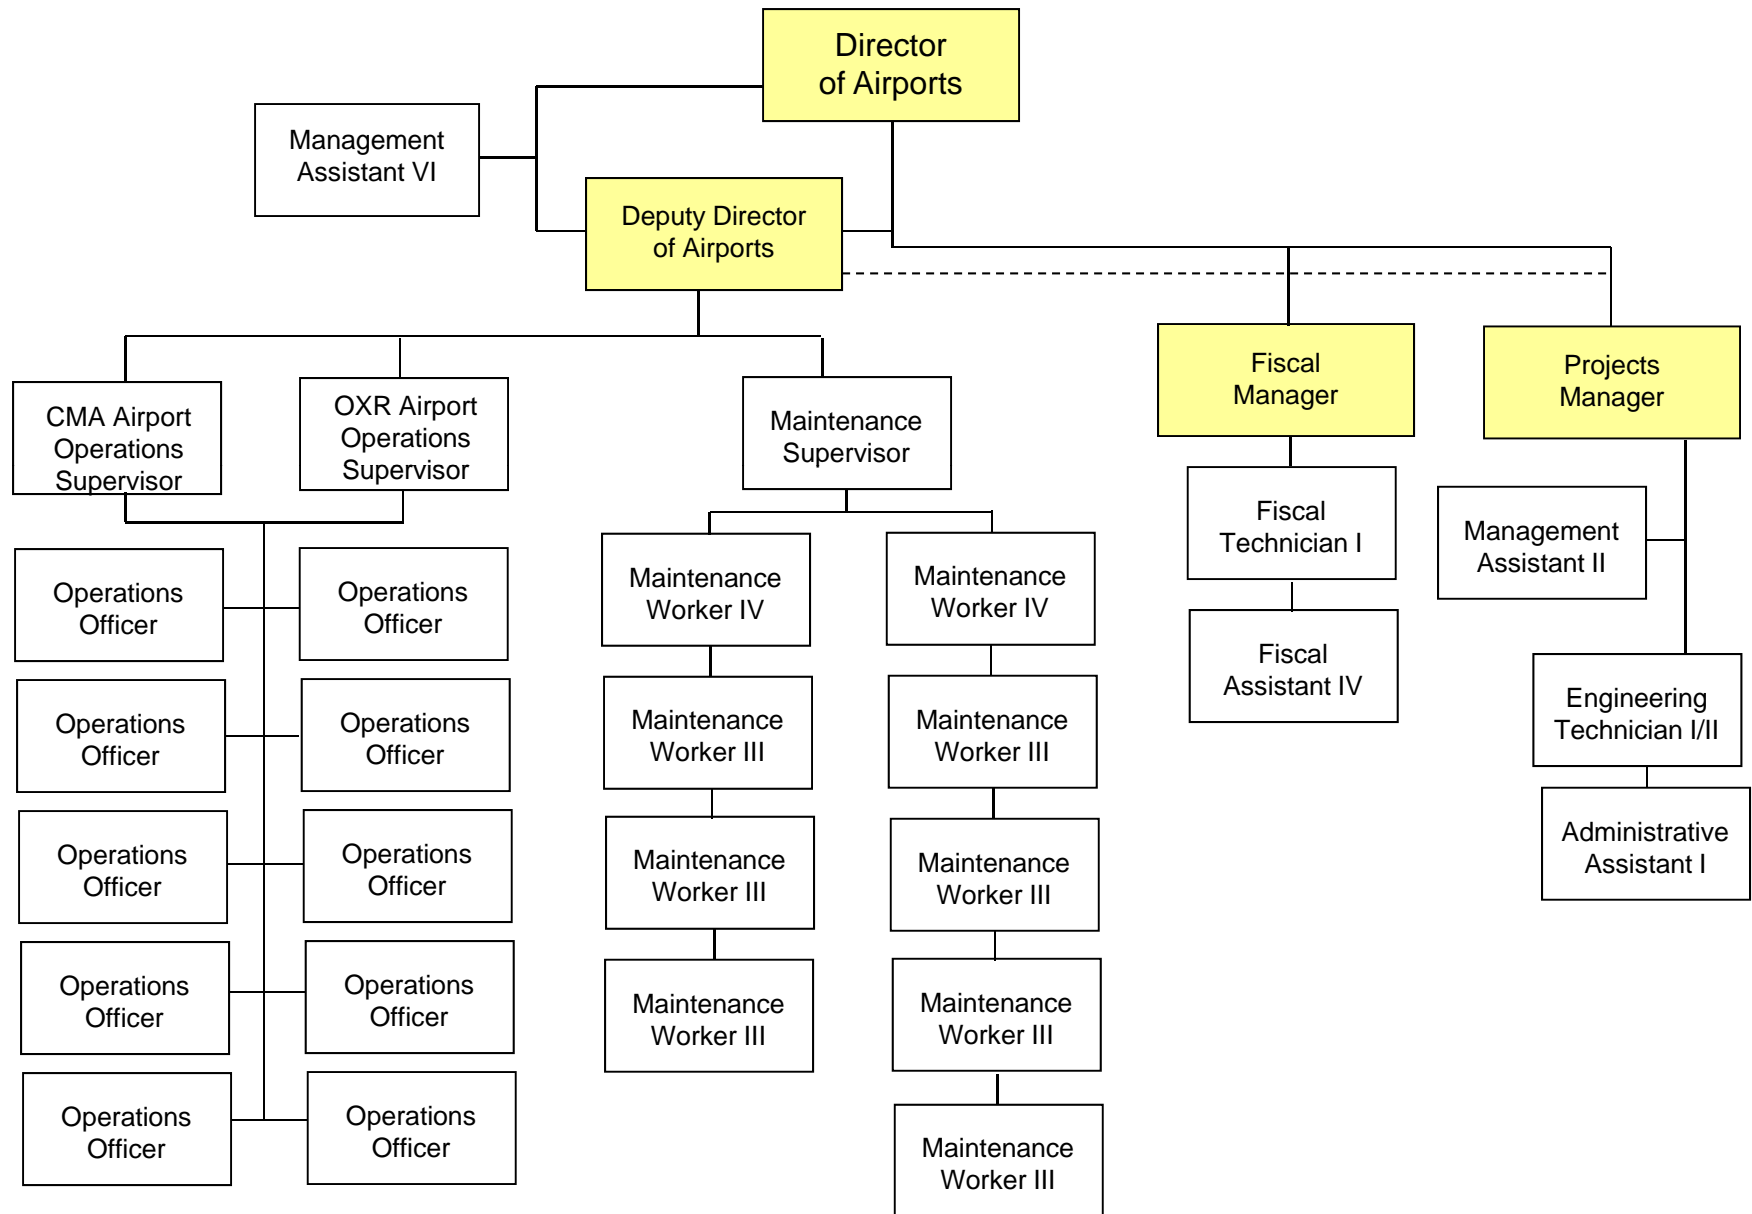 Director
of Airports
Management
Assistant VI
Deputy Director
of Airports
Fiscal
Manager
Projects
Manager
CMA Airport
Operations
Supervisor
OXR Airport
Operations
Supervisor
Maintenance
Supervisor
Fiscal
Technician I
Management
Assistant II
Operations
Officer
Operations
Officer
Maintenance
Worker IV
Maintenance
Worker IV
Fiscal
Assistant IV
Engineering
Technician I/II
Operations
Officer
Operations
Officer
Maintenance
Worker III
Maintenance
Worker III
Administrative
Assistant I
Operations
Officer
Operations
Officer
Maintenance
Worker III
Maintenance
Worker III
Operations
Officer
Operations
Officer
Maintenance
Worker III
Maintenance
Worker III
Operations
Officer
Operations
Officer
Maintenance
Worker III